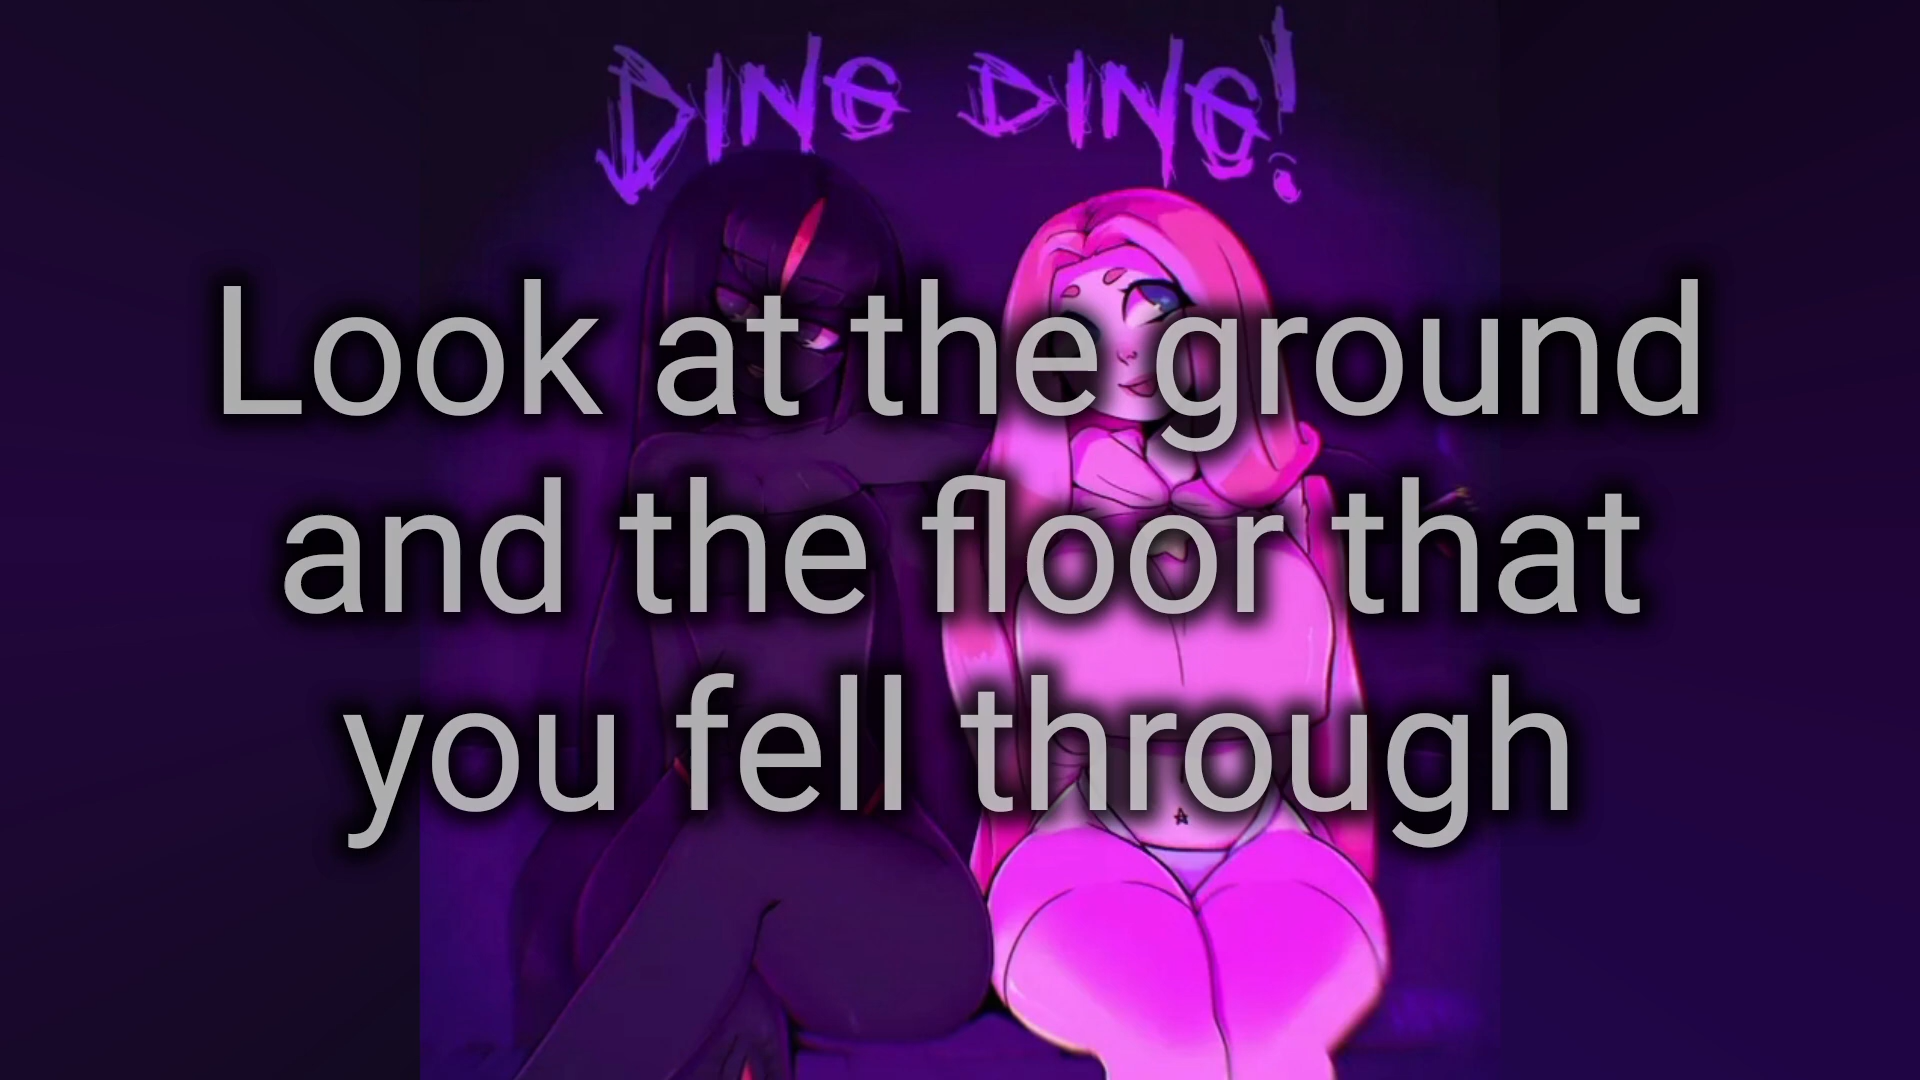 DING DING!
Look at the ground
and the floor that
you fell through